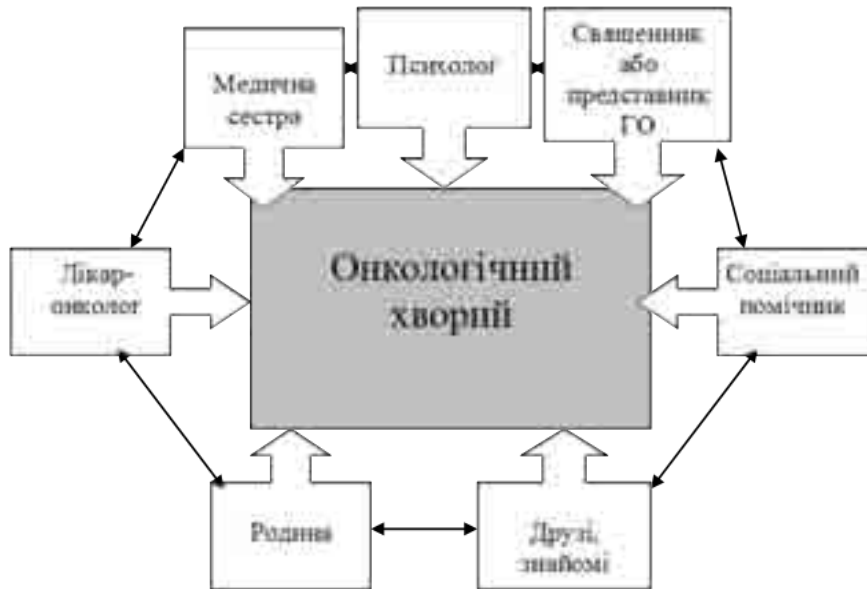 Медична
сестра
Психолог
Священник
або
представник
ГО
Лікар-
онколог
Онкологічний
хворий
Соціальний
помічник
Родина
Друзі,
знайомі